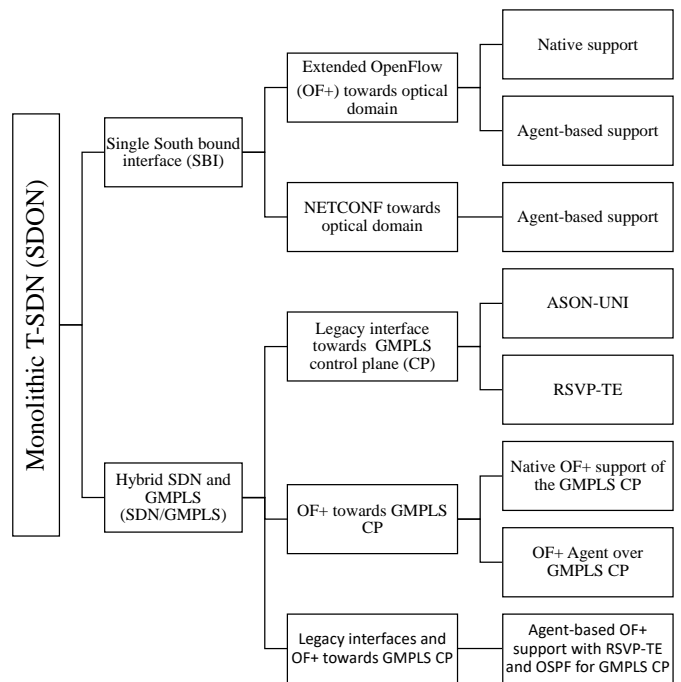 Monolithic T-SDN (SDON)
Single South bound
interface (SBI)
Extended OpenFlow
(OF+) towards optical
domain
Native support
Agent-based support
NETCONF towards
optical domain
Agent-based support
Hybrid SDN and
GMPLS
(SDN/GMPLS)
Legacy interface
towards GMPLS
control plane (CP)
ASON-UNI
RSVP-TE
OF+ towards GMPLS
CP
Native OF+ support of
the GMPLS CP
OF+ Agent over
GMPLS CP
Legacy interfaces and
OF+ towards GMPLS CP
Agent-based OF+
support with RSVP-TE
and OSPF for GMPLS CP